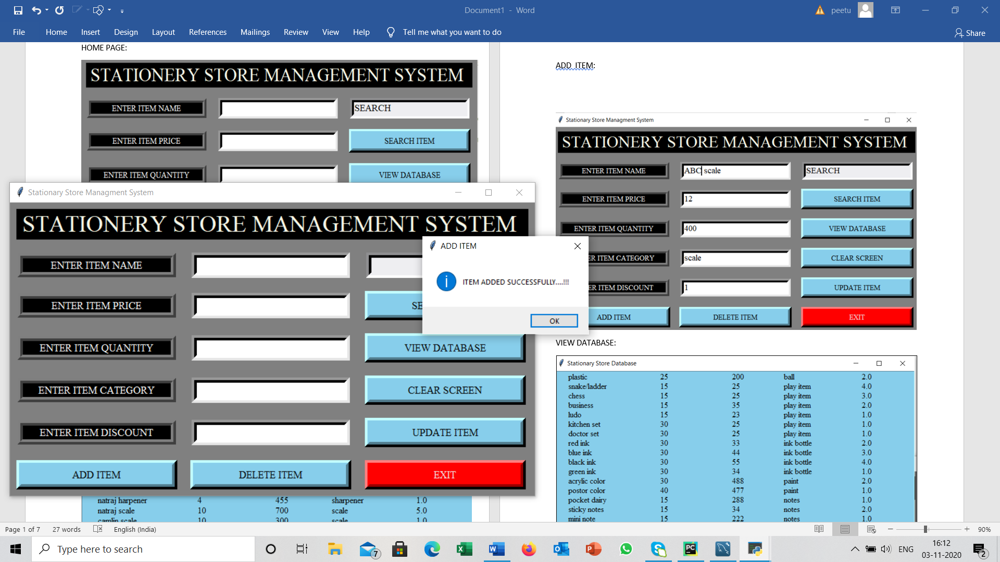 Document1 - Word
peetu
File Home Insert Design Layout References Mailings Review View Help Tell me what you want to do
Share
HOME PAGE:
STATIONERY STORE MANAGEMENT SYSTEM
ENTER ITEM NAME
SEARCH
ENTER ITEM PRICE
SEARCH ITEM
ENTER ITEM QUANTITY
VIEW DATABASE
ADD ITEM:
Stationary Store Managment System
STATIONERY STORE MANAGEMENT SYSTEM
ENTER ITEM NAME ABC scale SEARCH
ENTER ITEM PRICE 12 SEARCH ITEM
ENTER ITEM QUANTITY 400 VIEW DATABASE
ER ITEM CATEGORY scale CLEAR SCREEN
ER ITEM DISCOUNT 1 UPDATE ITEM
ADD ITEM DELETE ITEM EXIT
Stationary Store Managment System
STATIONERY STORE MANAGEMENT SYSTEM
ENTER ITEM NAME
ENTER ITEM PRICE SE
ENTER ITEM QUANTITY VIEW DATABASE
ENTER ITEM CATEGORY CLEAR SCREEN
ENTER ITEM DISCOUNT UPDATE ITEM
ADD ITEM DELETE ITEM EXIT
ADD ITEM
ITEM ADDED SUCCESSFULLY....!!!
OK
natraj harpener 4 455 sharpener 1.0
natraj scale 10 700 scale 5.0
camlin scale 10 300 scale 1.0
VIEW DATABASE:
Stationary Store Database
plastic 25 200 ball 2.0
snake/ladder 15 25 play item 4.0
chess 15 25 play item 3.0
business 15 35 play item 2.0
ludo 15 23 play item 1.0
kitchen set 30 25 play item 1.0
doctor set 30 25 play item 1.0
red ink 30 33 ink bottle 2.0
blue ink 30 44 ink bottle 3.0
black ink 30 55 ink bottle 4.0
green ink 30 34 ink bottle 1.0
acrylic color 30 488 paint 2.0
postor color 40 477 paint 1.0
pocket dairy 15 288 notes 1.0
sticky notes 15 34 notes 2.0
mini note 15 222 notes 1.0
Page 1 of 7 27 words English (India) 90%
Type here to search
7
ENG
16:12
03-11-2020
2